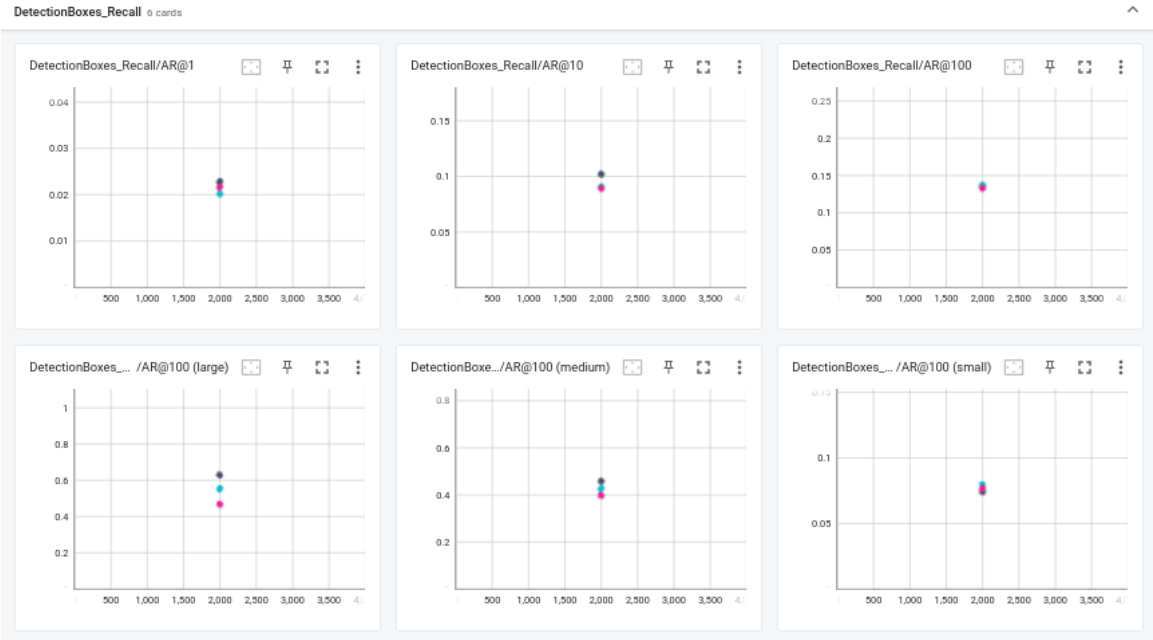 DetectionBoxes_Recall 6 cards
DetectionBoxes_Recall/AR@1
0.04
0.03
0.02
0.01
500 1,000 1,500 2,000 2,500 3,000 3,500
DetectionBoxes_Recall/AR@10
0.15
0.1
0.05
500 1,000 1,500 2,000 2,500 3,000 3,500
DetectionBoxes_Recall/AR@100
0.25
0.2
0.15
0.1
0.05
500 1,000 1,500 2,000 2,500 3,000 3,500
DetectionBoxes_... /AR@100 (large)
1
0.8
0.6
0.4
0.2
500 1,000 1,500 2,000 2,500 3,000 3,500
DetectionBoxe.../AR@100 (medium)
0.8
0.6
0.4
0.2
500 1,000 1,500 2,000 2,500 3,000 3,500
DetectionBoxes_... /AR@100 (small)
0.15
0.1
0.05
500 1,000 1,500 2,000 2,500 3,000 3,500